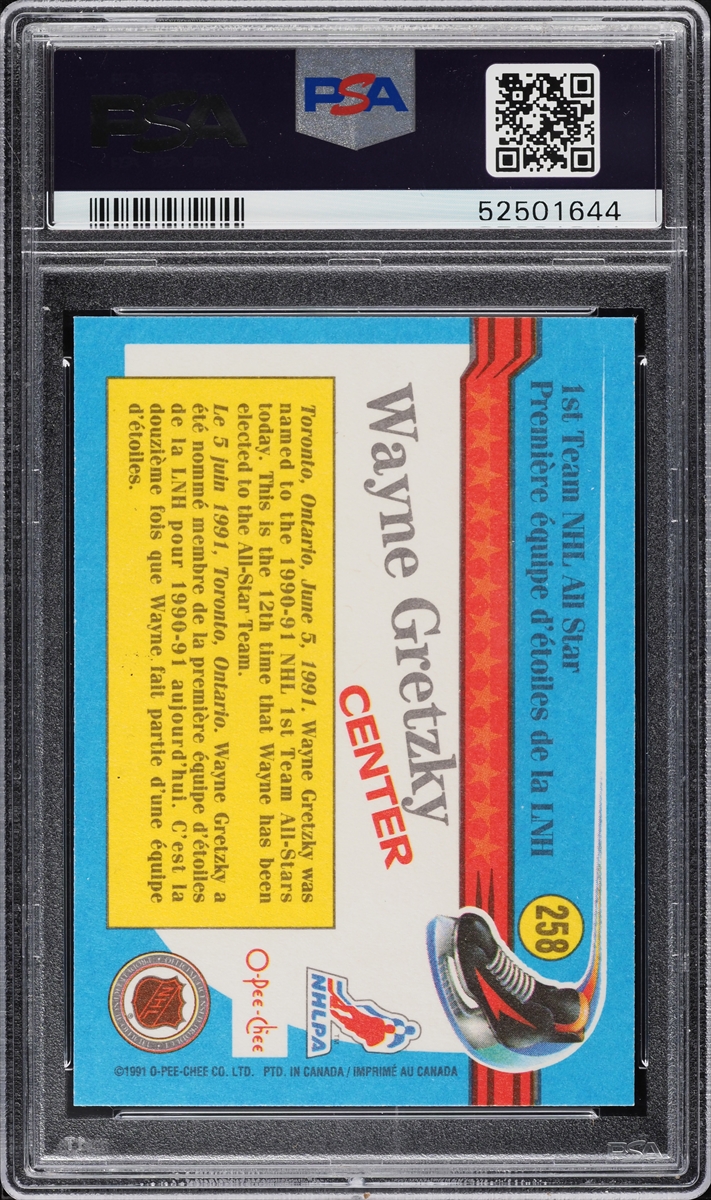 PSA
PSA
52501644
1st Team NHL All Star
Première équipe d'étoiles de la LNH
258
Wayne Gretzky
CENTER
Toronto, Ontario, June 5, 1991. Wayne Gretzky was
named to the 1990-91 NHL 1st Team All-Stars
today. This is the 12th time that Wayne has been
elected to the All-Star Team.
Le 5 juin 1991, Toronto, Ontario. Wayne Gretzky a
été nommé membre de la première équipe d'étoiles
de la LNH pour 1990-91 aujourd'hui. C'est la
douzième fois que Wayne fait partie d'une équipe
d'étoiles.
NHLPA
TM
O-Pee-Chee
NHL
©1991 O-PEE-CHEE CO. LTD. PTD. IN CANADA / IMPRIMÉ AU CANADA
PSA